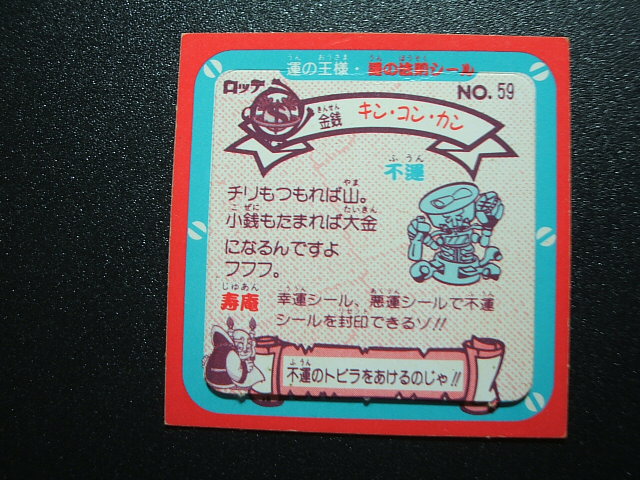 運の王様・運の法則シール
ロッテ
NO. 59
金銭 キン・コン・カン
不運
チリもつもれば山。
小銭もたまれば大金
になるんですよ
フフフ。
寿庵 幸運シール、悪運シールで不運
シールを封印できるゾ!!
不運のトビラをあけるのじゃ!!